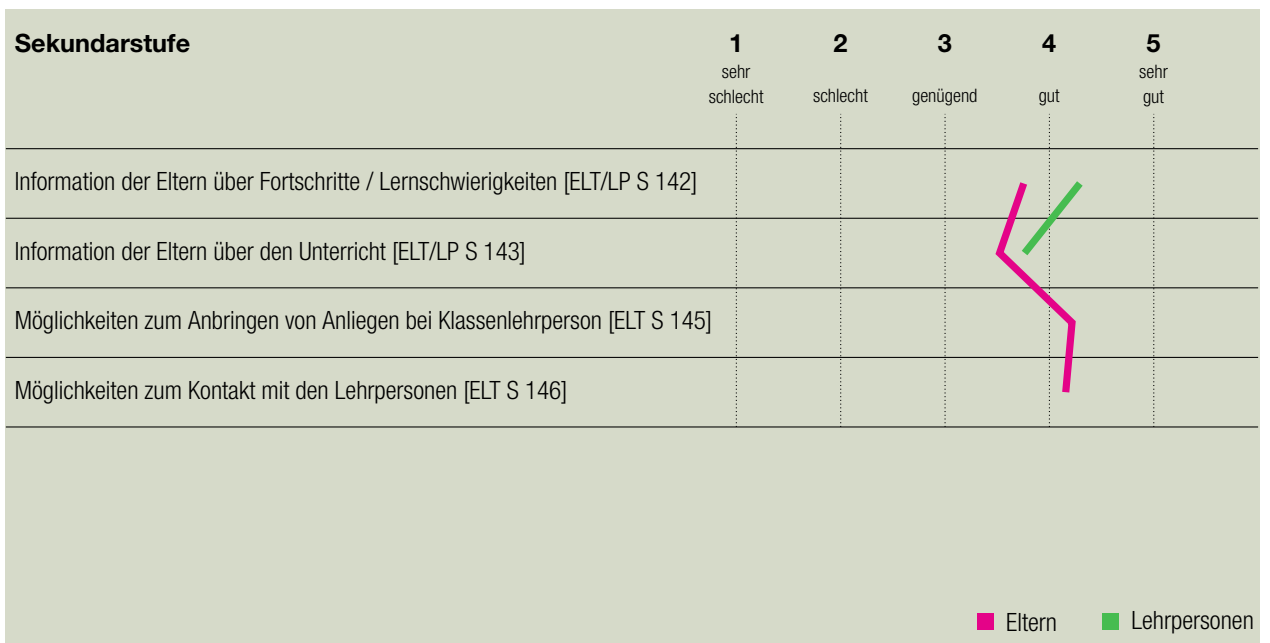 Sekundarstufe 1 2 3 4 5
sehr sehr
schlecht schlecht genügend gut gut
Information der Eltern über Fortschritte / Lernschwierigkeiten [ELT/LP S 142]
Information der Eltern über den Unterricht [ELT/LP S 143]
Möglichkeiten zum Anbringen von Anliegen bei Klassenlehrperson [ELT S 145]
Möglichkeiten zum Kontakt mit den Lehrpersonen [ELT S 146]
Eltern Lehrpersonen